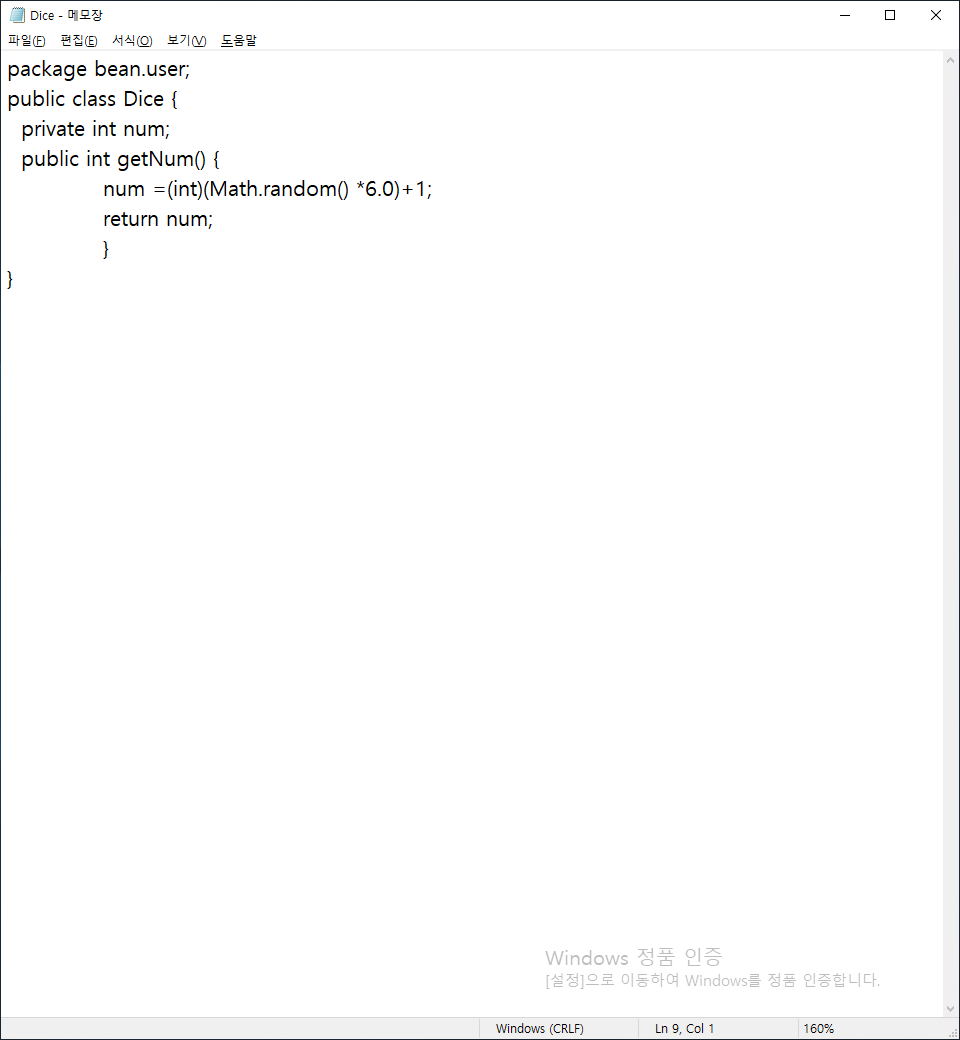 Dice - 메모장
파일(F) 편집(E) 서식(O) 보기(V) 도움말
package bean.user;
public class Dice {
  private int num;
  public int getNum() {
            num =(int)(Math.random() *6.0)+1;
            return num;
            }
}
Windows 정품 인증
[설정]으로 이동하여 Windows를 정품 인증합니다.
Windows (CRLF) Ln 9, Col 1 160%